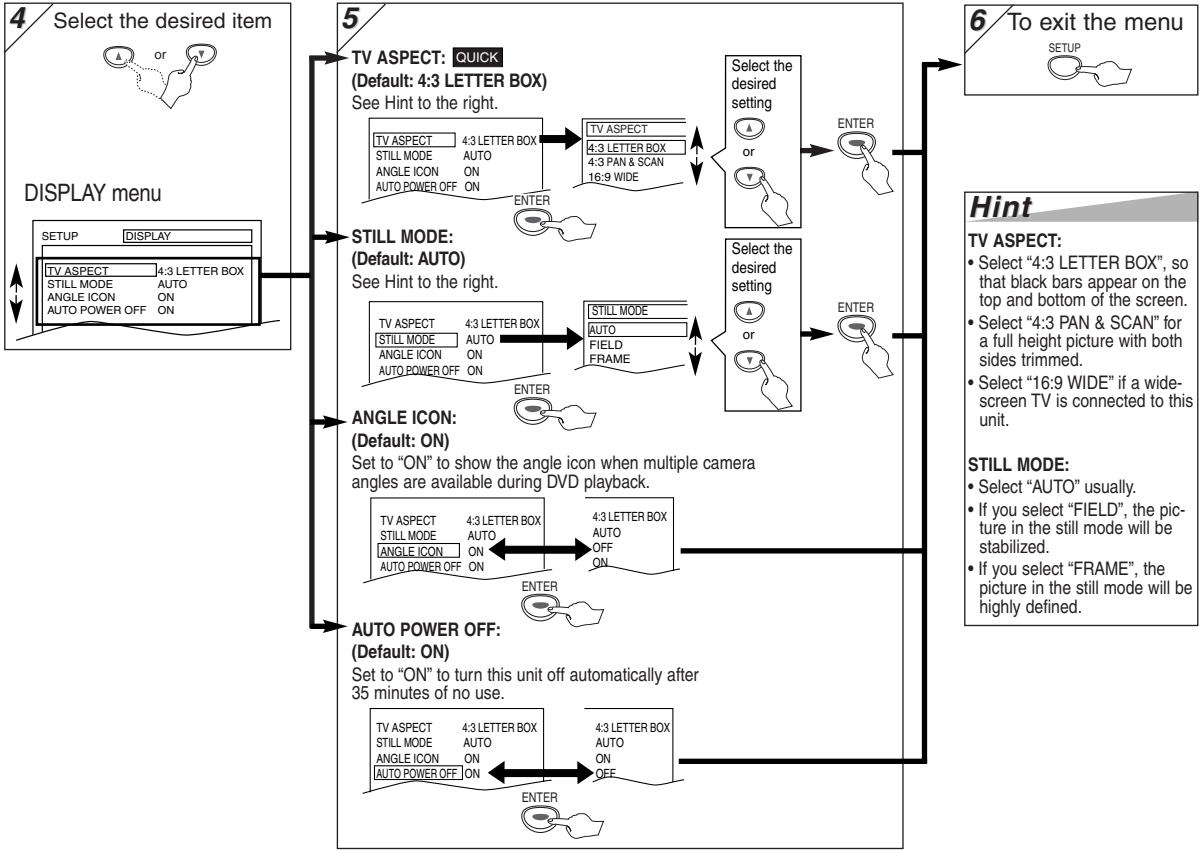 4 Select the desired item
or
DISPLAY menu
SETUP DISPLAY
TV ASPECT 4:3 LETTER BOX
STILL MODE AUTO
ANGLE ICON ON
AUTO POWER OFF ON
5
TV ASPECT: QUICK
(Default: 4:3 LETTER BOX)
See Hint to the right.
TV ASPECT 4:3 LETTER BOX
STILL MODE AUTO
ANGLE ICON ON
AUTO POWER OFF ON
ENTER
TV ASPECT
4:3 LETTER BOX
4:3 PAN & SCAN
16:9 WIDE
Select the
desired
setting
or
ENTER
STILL MODE:
(Default: AUTO)
See Hint to the right.
TV ASPECT 4:3 LETTER BOX
STILL MODE AUTO
ANGLE ICON ON
AUTO POWER OFF ON
ENTER
STILL MODE
AUTO
FIELD
FRAME
Select the
desired
setting
or
ENTER
ANGLE ICON:
(Default: ON)
Set to “ON” to show the angle icon when multiple camera
angles are available during DVD playback.
TV ASPECT 4:3 LETTER BOX
STILL MODE AUTO
ANGLE ICON ON
AUTO POWER OFF ON
4:3 LETTER BOX
AUTO
OFF
ON
ENTER
AUTO POWER OFF:
(Default: ON)
Set to “ON” to turn this unit off automatically after
35 minutes of no use.
TV ASPECT 4:3 LETTER BOX
STILL MODE AUTO
ANGLE ICON ON
AUTO POWER OFF ON
4:3 LETTER BOX
AUTO
ON
OFF
ENTER
6 To exit the menu
SETUP
Hint
TV ASPECT:
• Select “4:3 LETTER BOX”, so
that black bars appear on the
top and bottom of the screen.
• Select “4:3 PAN & SCAN” for
a full height picture with both
sides trimmed.
• Select “16:9 WIDE” if a wide-
screen TV is connected to this
unit.
STILL MODE:
• Select “AUTO” usually.
• If you select “FIELD”, the pic-
ture in the still mode will be
stabilized.
• If you select “FRAME”, the
picture in the still mode will be
highly defined.